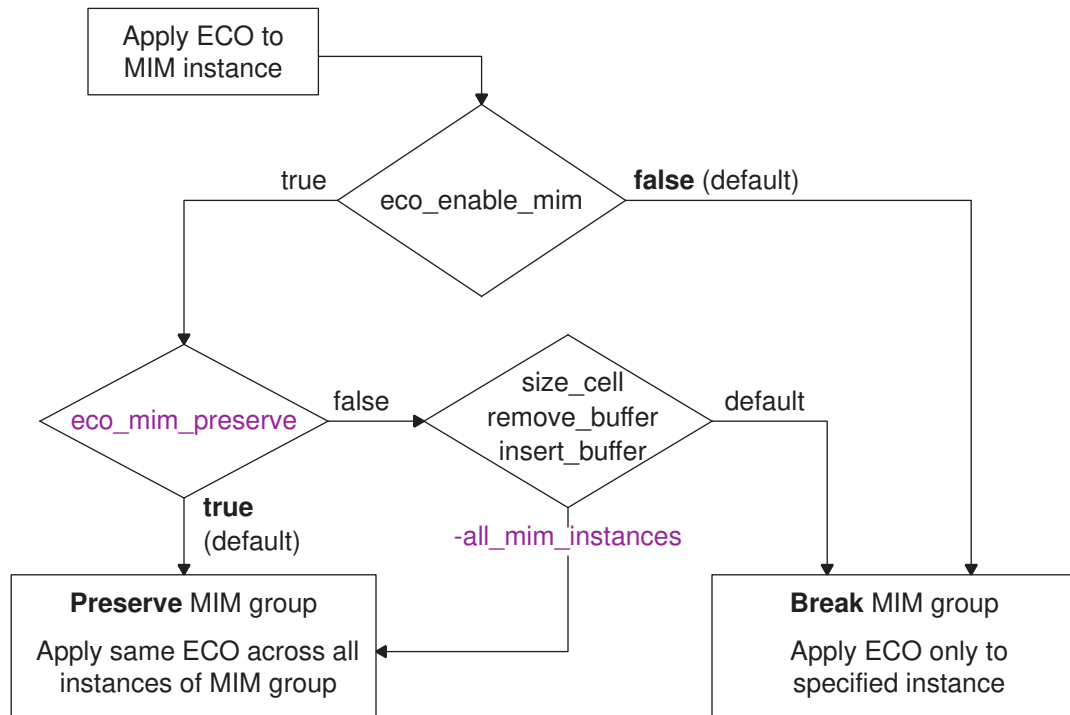 Apply ECO to
MIM instance
true
false (default)
eco_enable_mim
eco_mim_preserve
false
size_cell
remove_buffer
insert_buffer
default
true
(default)
-all_mim_instances
Preserve MIM group
Apply same ECO across all
instances of MIM group
Break MIM group
Apply ECO only to
specified instance